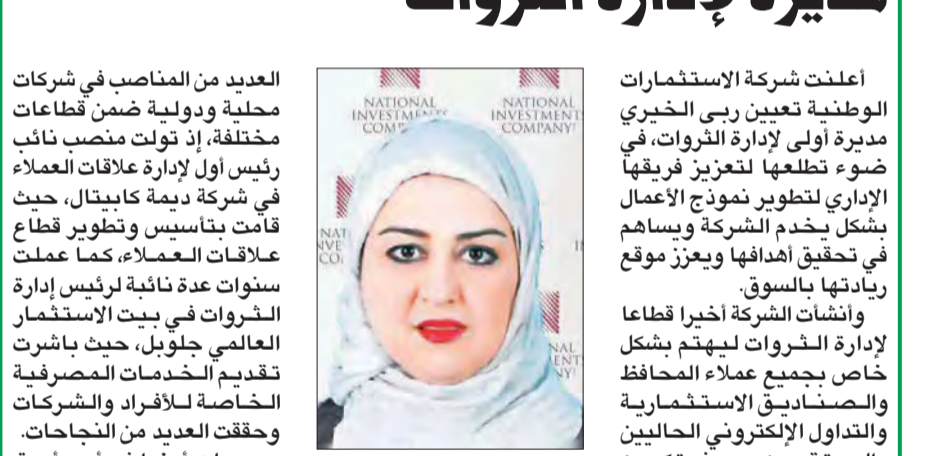 مديرة لإدارة الثروات
أعلنت شركة الاستثمارات
الوطنية تعيين ربى الخيري
مديرة أولى لإدارة الثروات، في
ضوء تطلعها لتعزيز فريقها
الإداري لتطوير نموذج الأعمال
بشكل يخدم الشركة ويساهم
في تحقيق أهدافها ويعزز موقع
ريادتها بالسوق.
وأنشأت الشركة أخيرا قطاعا
لإدارة الثروات ليهتم بشكل
خاص بجميع عملاء المحافظ
والصناديق الاستثمارية
والتداول الإلكتروني الحاليين
NATIONAL
INVESTMENTS
COMP
NATIONAL
INVESTMENTS
COMPANY
العديد من المناصب في شركات
محلية ودولية ضمن قطاعات
مختلفة، إذ تولت منصب نائب
رئيس أول لإدارة علاقات العملاء
في شركة ديمة كابيتال، حيث
قامت بتأسيس وتطوير قطاع
علاقات العملاء، كما عملت
سنوات عدة نائبة لرئيس إدارة
الثروات في بيت الاستثمار
العالمي جلوبل، حيث باشرت
تقديم الخدمات المصرفية
الخاصة للأفراد والشركات
وحققت العديد من النجاحات.